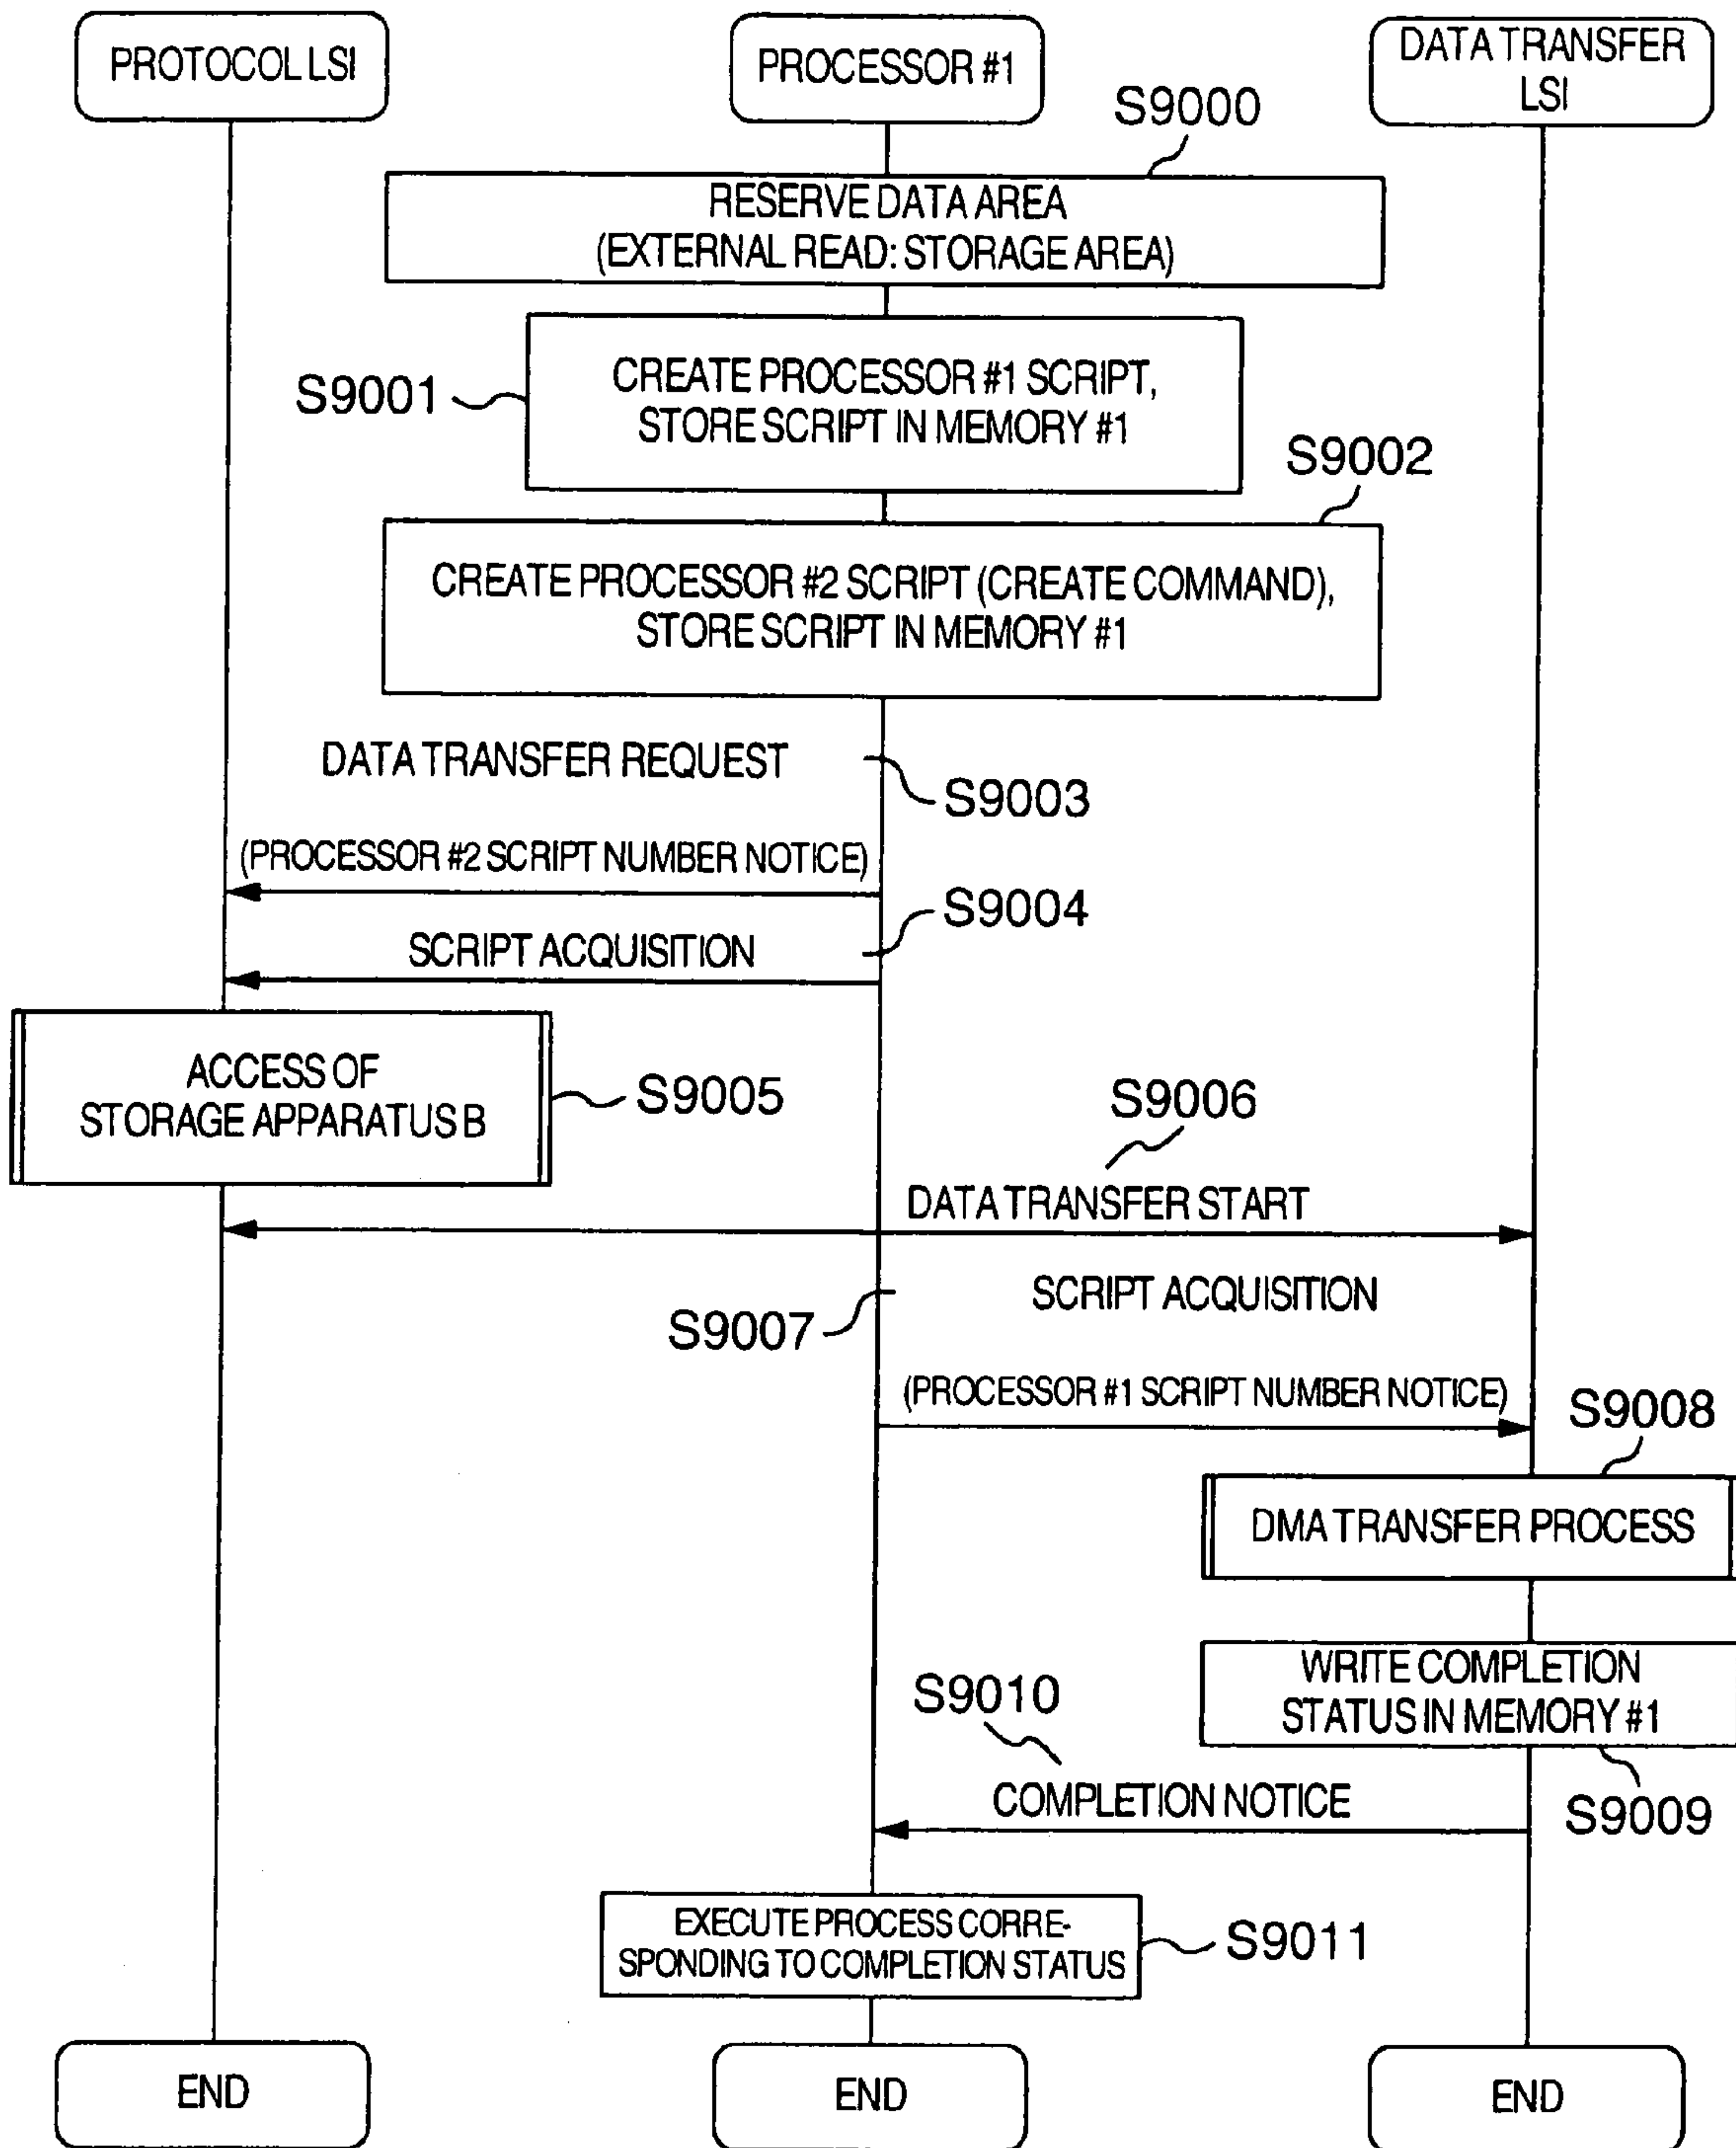 PROTOCOL LSI
PROCESSOR #1
DATA TRANSFER
LSI
S9000
RESERVE DATA AREA
(EXTERNAL READ: STORAGE AREA)
S9001
CREATE PROCESSOR #1 SCRIPT,
STORE SCRIPT IN MEMORY #1
S9002
CREATE PROCESSOR #2 SCRIPT (CREATE COMMAND),
STORE SCRIPT IN MEMORY #1
DATA TRANSFER REQUEST
S9003
(PROCESSOR #2 SCRIPT NUMBER NOTICE)
S9004
SCRIPT ACQUISITION
ACCESS OF
STORAGE APPARATUS B
S9005
S9006
DATA TRANSFER START
SCRIPT ACQUISITION
S9007
(PROCESSOR #1 SCRIPT NUMBER NOTICE)
S9008
DMA TRANSFER PROCESS
WRITE COMPLETION
STATUS IN MEMORY #1
S9010
COMPLETION NOTICE
S9009
EXECUTE PROCESS CORRE-
SPONDING TO COMPLETION STATUS
S9011
END
END
END